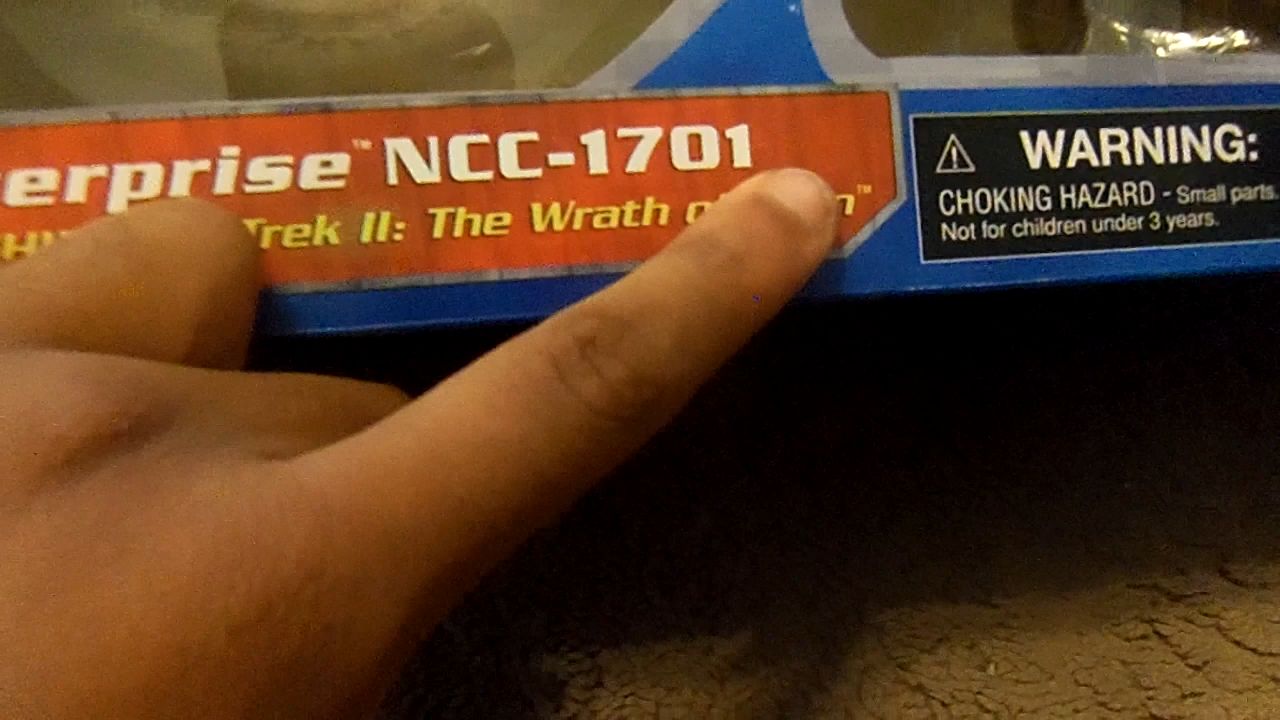 erprise™ NCC-1701
Trek II: The Wrath
WARNING:
CHOKING HAZARD - Small parts
Not for children under 3 years.